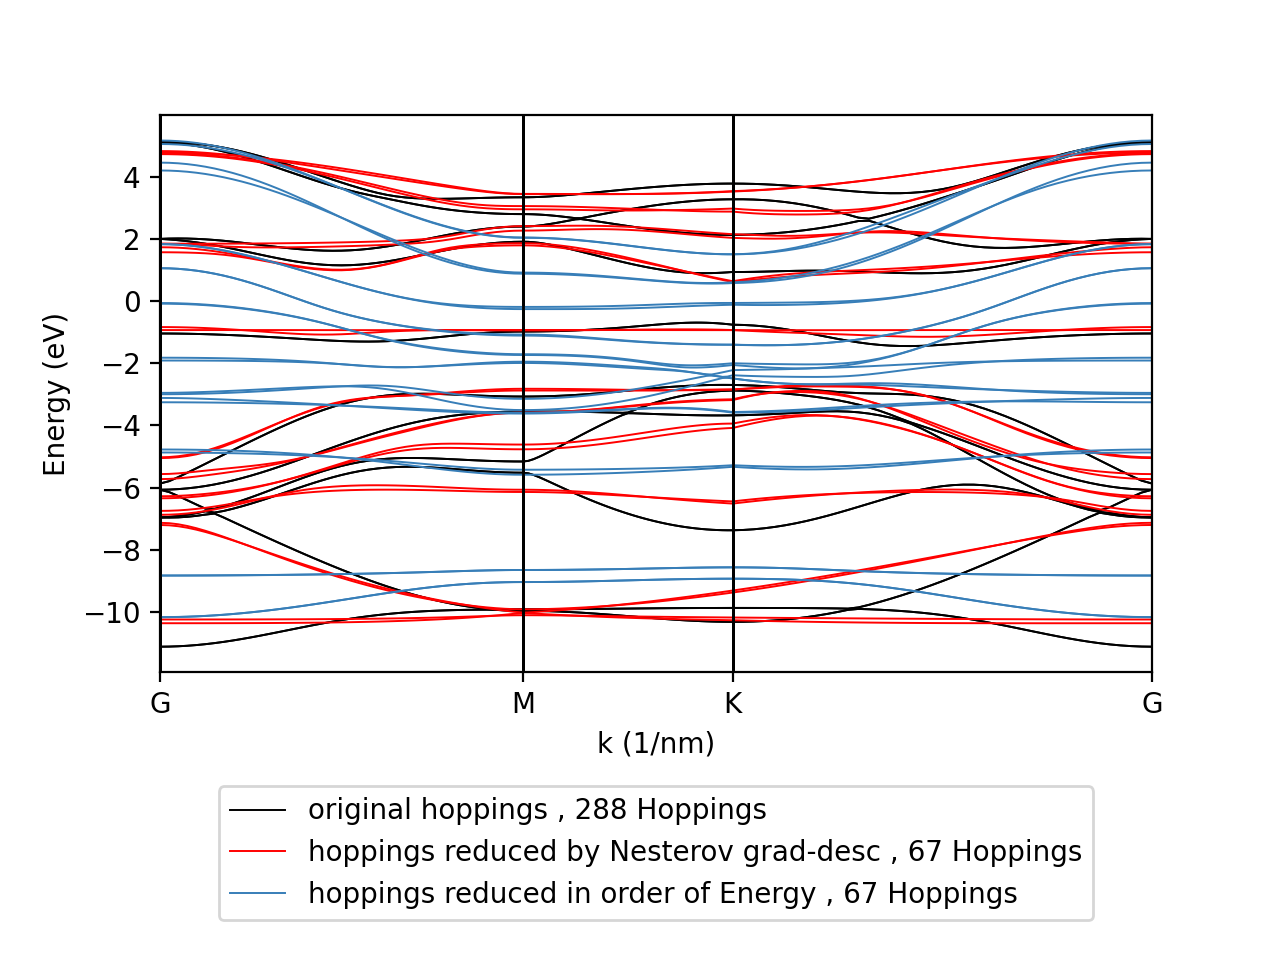 4
2
0
−2
−4
−6
−8
−10
Energy (eV)
G M K G
k (1/nm)
original hoppings , 288 Hoppings
hoppings reduced by Nesterov grad-desc , 67 Hoppings
hoppings reduced in order of Energy , 67 Hoppings